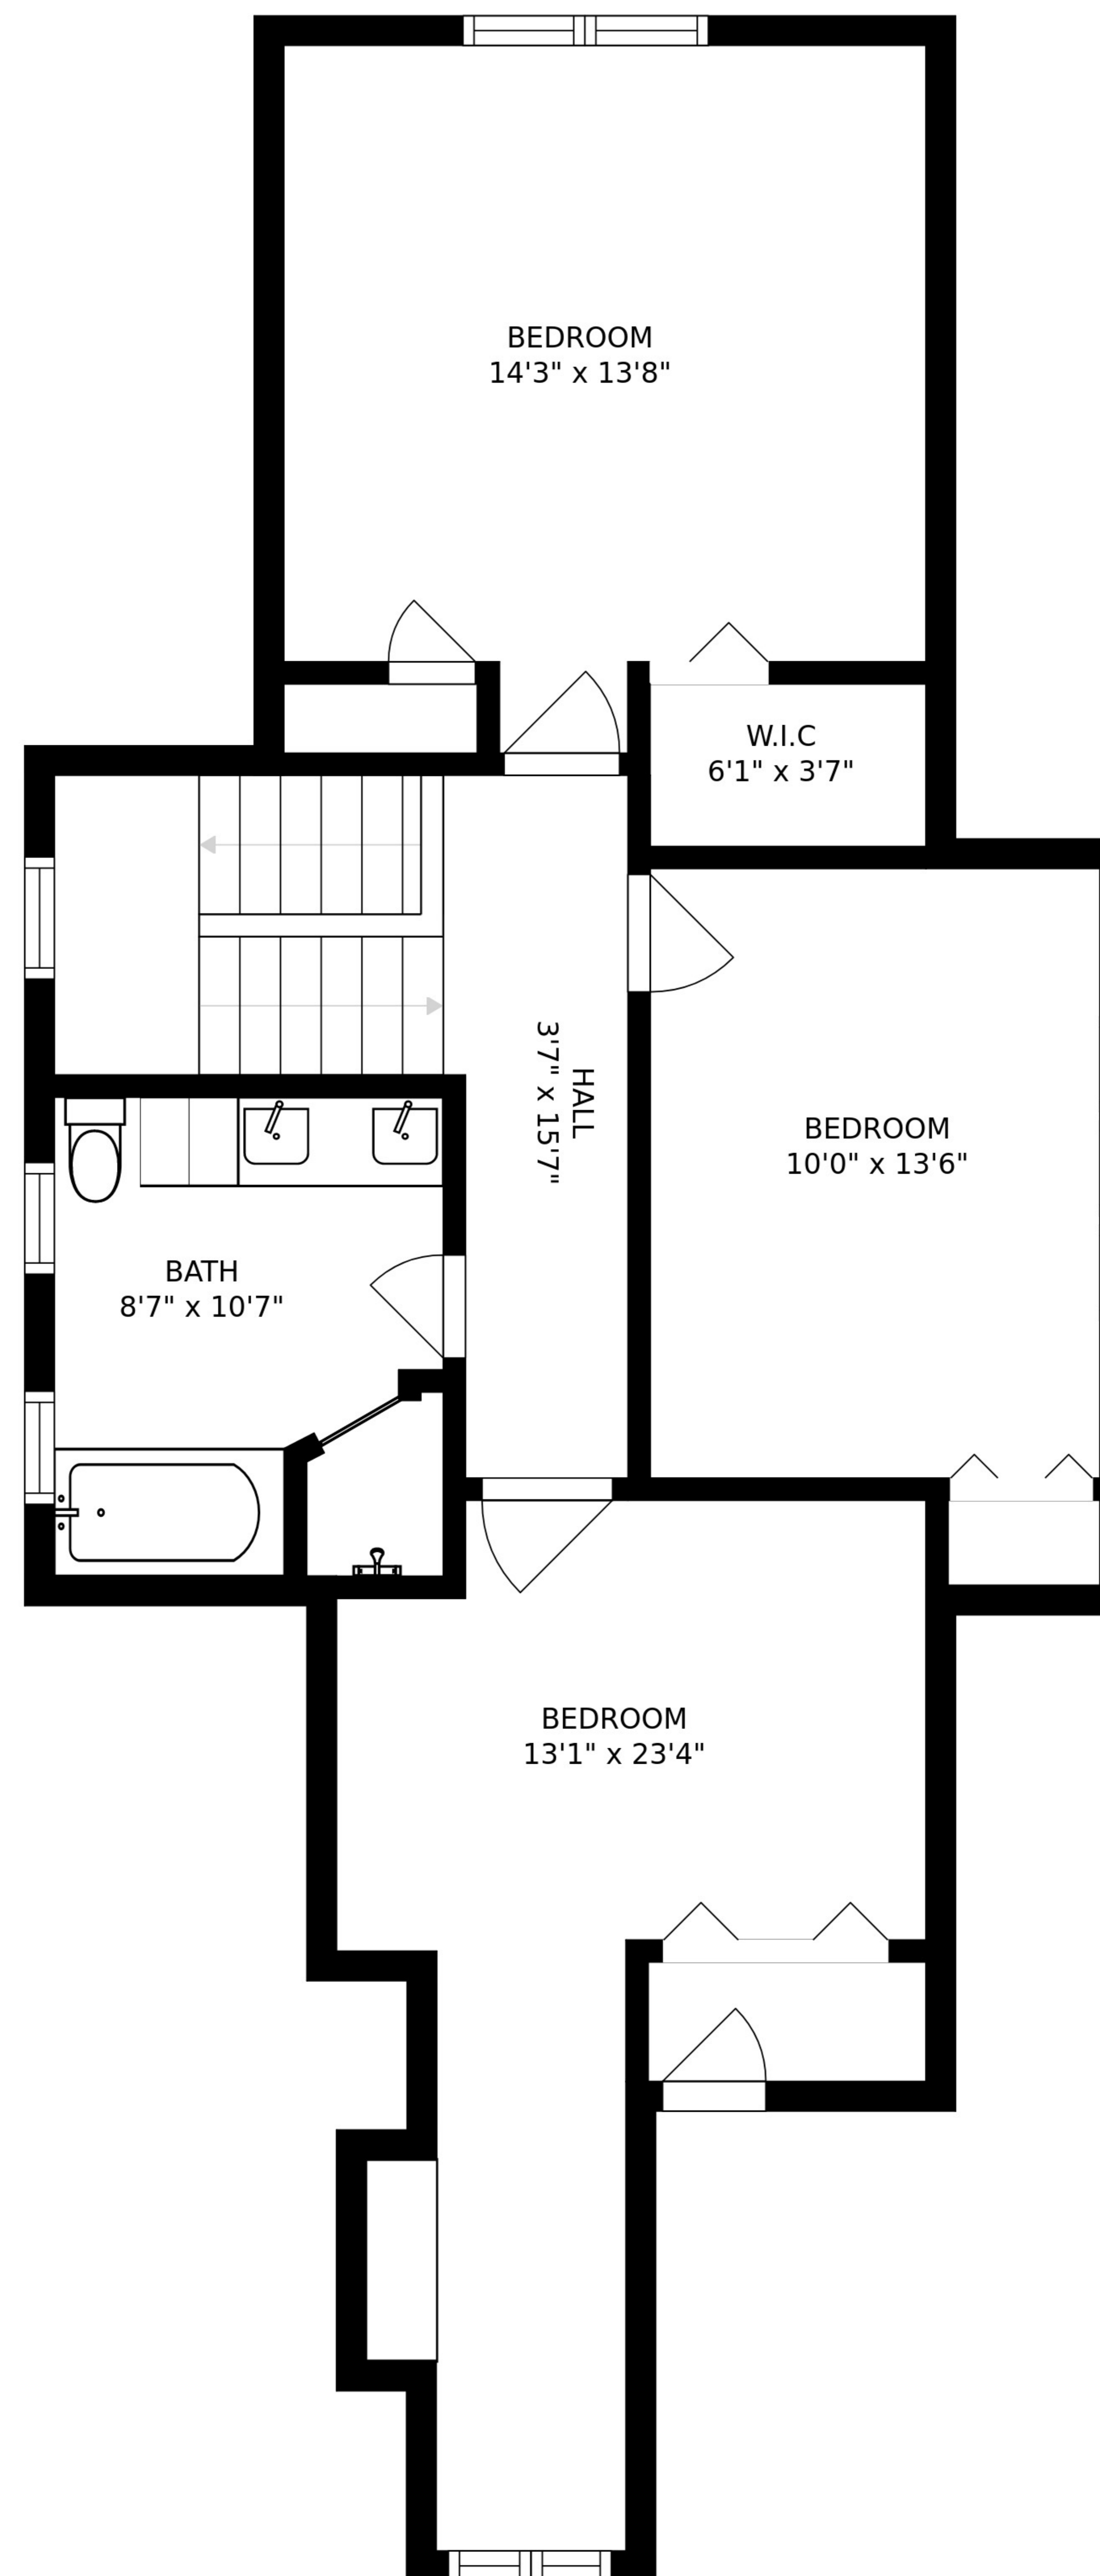 BEDROOM
14'3" x 13'8"
W.I.C
6'1" x 3'7"
HALL
3'7" x 15'7"
BEDROOM
10'0" x 13'6"
BATH
8'7" x 10'7"
BEDROOM
13'1" x 23'4"